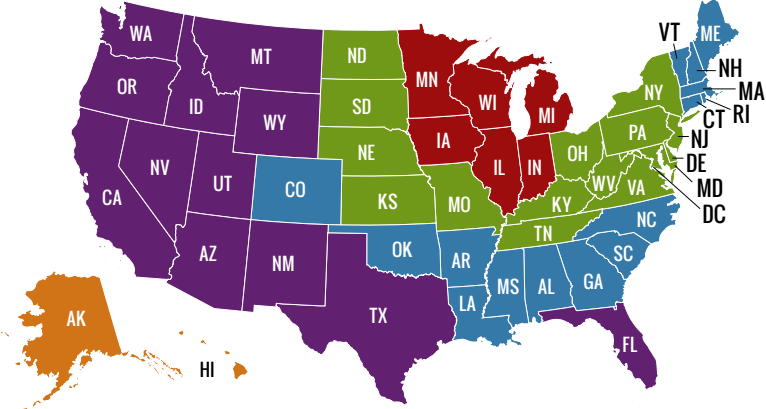 WA
MT
ND
MN
VT
ME
OR
ID
SD
WI
MI
NY
NH
MA
RI
CT
WY
NE
IA
PA
NJ
NV
UT
CO
KS
MO
IL
IN
OH
WV
VA
DE
MD
DC
CA
KY
AZ
NM
OK
AR
TN
NC
SC
TX
LA
MS
AL
GA
FL
AK
HI